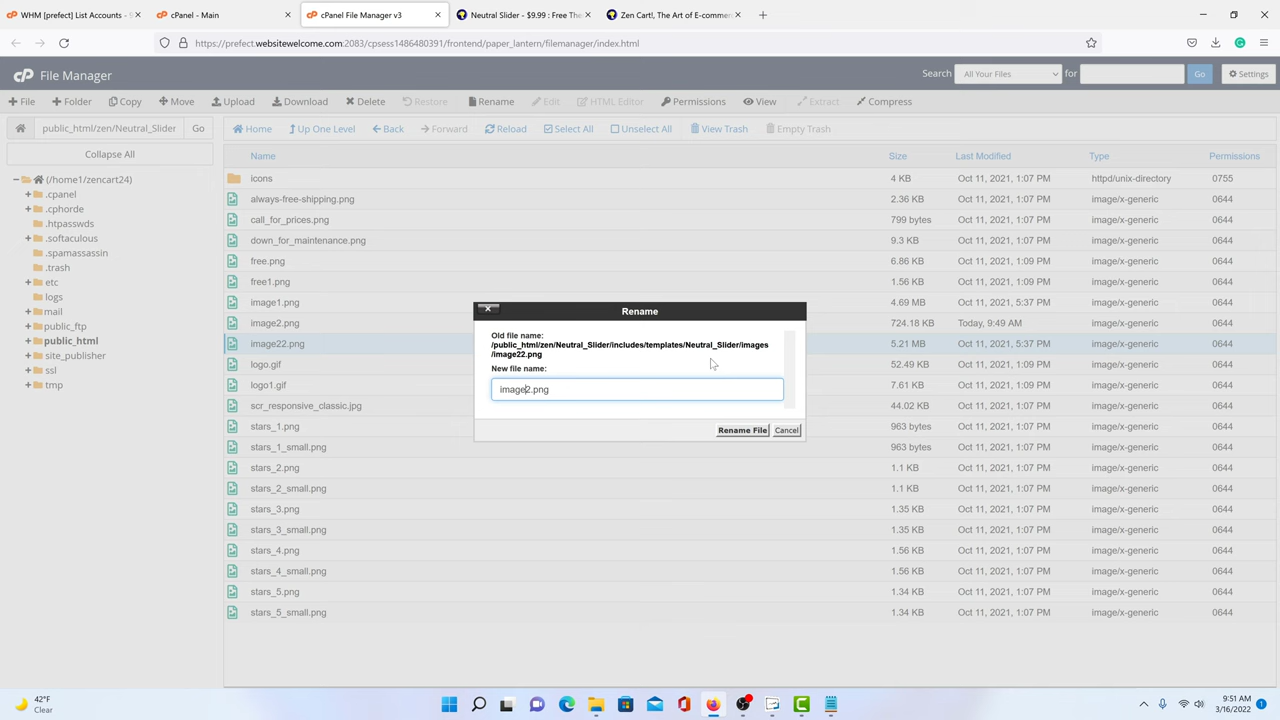 WHM [prefect] List Accounts - 5
cPanel - Main
cPanel File Manager v3
Neutral Slider - $9.99 : Free The
Zen Cart!, The Art of E-comm
https://prefect.websitewelcome.com:2083/cpsess1486480391/frontend/paper_lantern/filemanager/index.html
cP File Manager
Search All Your Files for Go Settings
File Folder Copy Move Upload Download Delete Restore Rename Edit HTML Editor Permissions View Extract Compress
public_html/zen/Neutral_Slider Go Home Up One Level Back Forward Reload Select All Unselect All View Trash Empty Trash
Collapse All
(/home1/zencart24)
.cpanel
.cphorde
.htpasswds
.softaculous
.spamassassin
.trash
etc
logs
mail
public_ftp
public_html
site_publisher
ssl
tmp
Name Size Last Modified Type Permissions
icons 4 KB Oct 11, 2021, 1:07 PM httpd/unix-directory 0755
always-free-shipping.png 2.36 KB Oct 11, 2021, 1:07 PM image/x-generic 0644
call_for_prices.png 799 bytes Oct 11, 2021, 1:07 PM image/x-generic 0644
down_for_maintenance.png 9.3 KB Oct 11, 2021, 1:07 PM image/x-generic 0644
free.png 6.86 KB Oct 11, 2021, 1:07 PM image/x-generic 0644
free1.png 1.56 KB Oct 11, 2021, 1:07 PM image/x-generic 0644
image1.png 4.69 MB Oct 11, 2021, 5:37 PM image/x-generic 0644
image2.png 724.18 KB Today, 9:49 AM image/x-generic 0644
image22.png 5.21 MB Oct 11, 2021, 5:37 PM image/x-generic 0644
logo.gif 52.49 KB Oct 11, 2021, 1:07 PM image/x-generic 0644
logo1.gif 7.61 KB Oct 11, 2021, 1:07 PM image/x-generic 0644
scr_responsive_classic.jpg 44.02 KB Oct 11, 2021, 1:07 PM image/x-generic 0644
stars_1.png 963 bytes Oct 11, 2021, 1:07 PM image/x-generic 0644
stars_1_small.png 963 bytes Oct 11, 2021, 1:07 PM image/x-generic 0644
stars_2.png 1.1 KB Oct 11, 2021, 1:07 PM image/x-generic 0644
stars_2_small.png 1.1 KB Oct 11, 2021, 1:07 PM image/x-generic 0644
stars_3.png 1.35 KB Oct 11, 2021, 1:07 PM image/x-generic 0644
stars_3_small.png 1.35 KB Oct 11, 2021, 1:07 PM image/x-generic 0644
stars_4.png 1.56 KB Oct 11, 2021, 1:07 PM image/x-generic 0644
stars_4_small.png 1.56 KB Oct 11, 2021, 1:07 PM image/x-generic 0644
stars_5.png 1.34 KB Oct 11, 2021, 1:07 PM image/x-generic 0644
stars_5_small.png 1.34 KB Oct 11, 2021, 1:07 PM image/x-generic 0644
Rename
Old file name:
/public_html/zen/Neutral_Slider/includes/templates/Neutral_Slider/images
/image22.png
New file name:
image2.png
Rename File Cancel
42°F
Clear
9:51 AM
3/16/2022